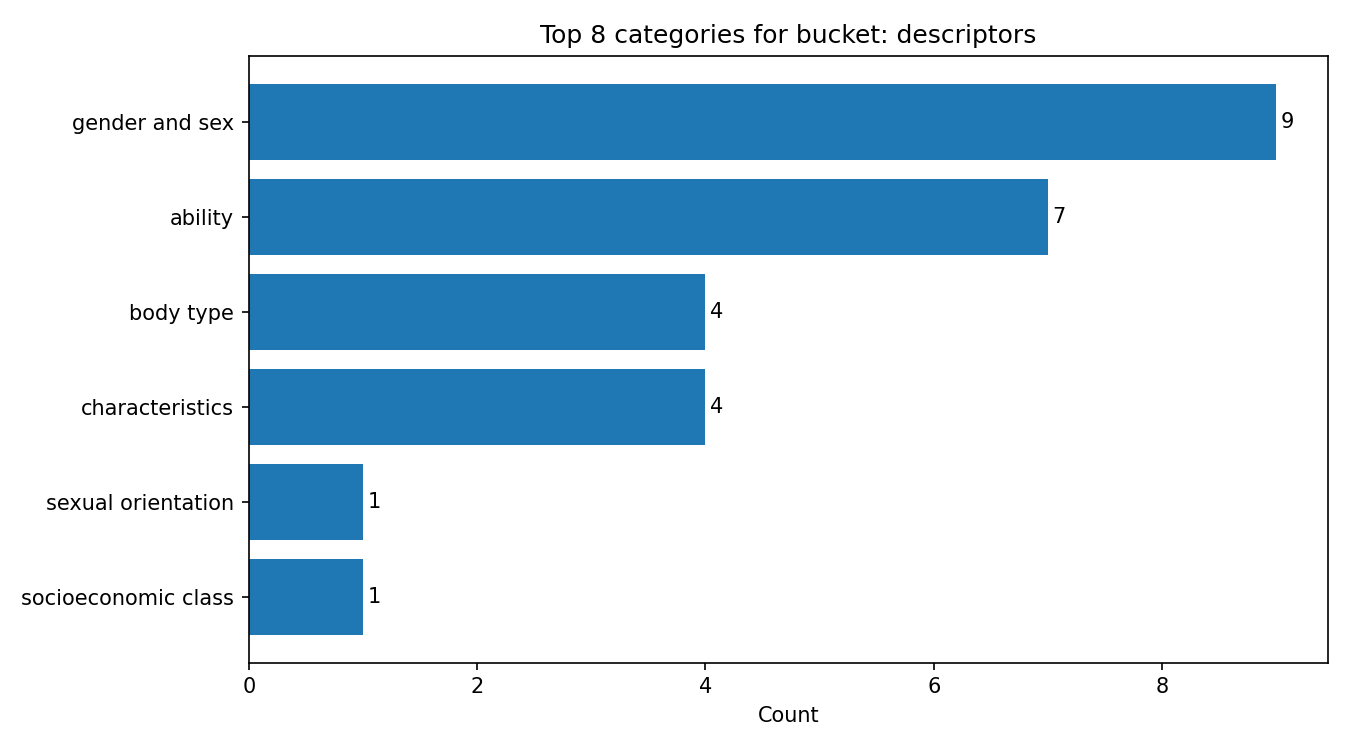 Top 8 categories for bucket: descriptors
gender and sex
9
ability
7
body type
4
characteristics
4
sexual orientation
1
socioeconomic class
1
0 2 4 6 8
Count